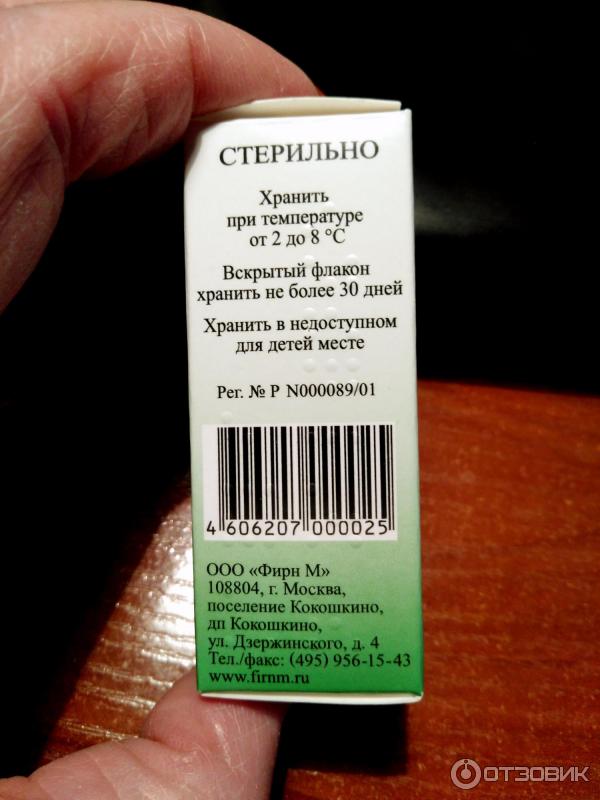 СТЕРИЛЬНО
Хранить
при температуре
от 2 до 8 °С
Вскрытый флакон
хранить не более 30 дней
Хранить в недоступном
для детей месте
Рег. № Р N000089/01
4 606207 000025
ООО «Фирн М»
108804, г. Москва,
поселение Кокошкино,
дп Кокошкино,
ул. Дзержинского, д. 4
Тел./факс: (495) 956-15-43
www.firnm.ru
ОТЗОВИК